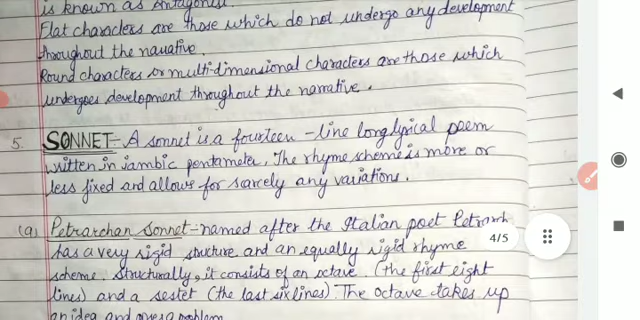 is known as Antagonist.
Flat characters are those which do not undergo any development
throughout the narrative.
Round characters or multi-dimensional characters are those which
undergoes development throughout the narrative.
5. SONNET- A sonnet is a fourteen-line long lyrical poem
written in iambic pentameter. The rhyme scheme is more or
less fixed and allows for scarcely any variations.
(a) Petrarchan Sonnet- named after the Italian poet Petrarch
has a very rigid structure and an equally rigid rhyme
scheme. Structurally, it consists of an octave. (the first eight
lines) and a sestet (the last six lines). The octave takes up
an idea and a problem
4/5